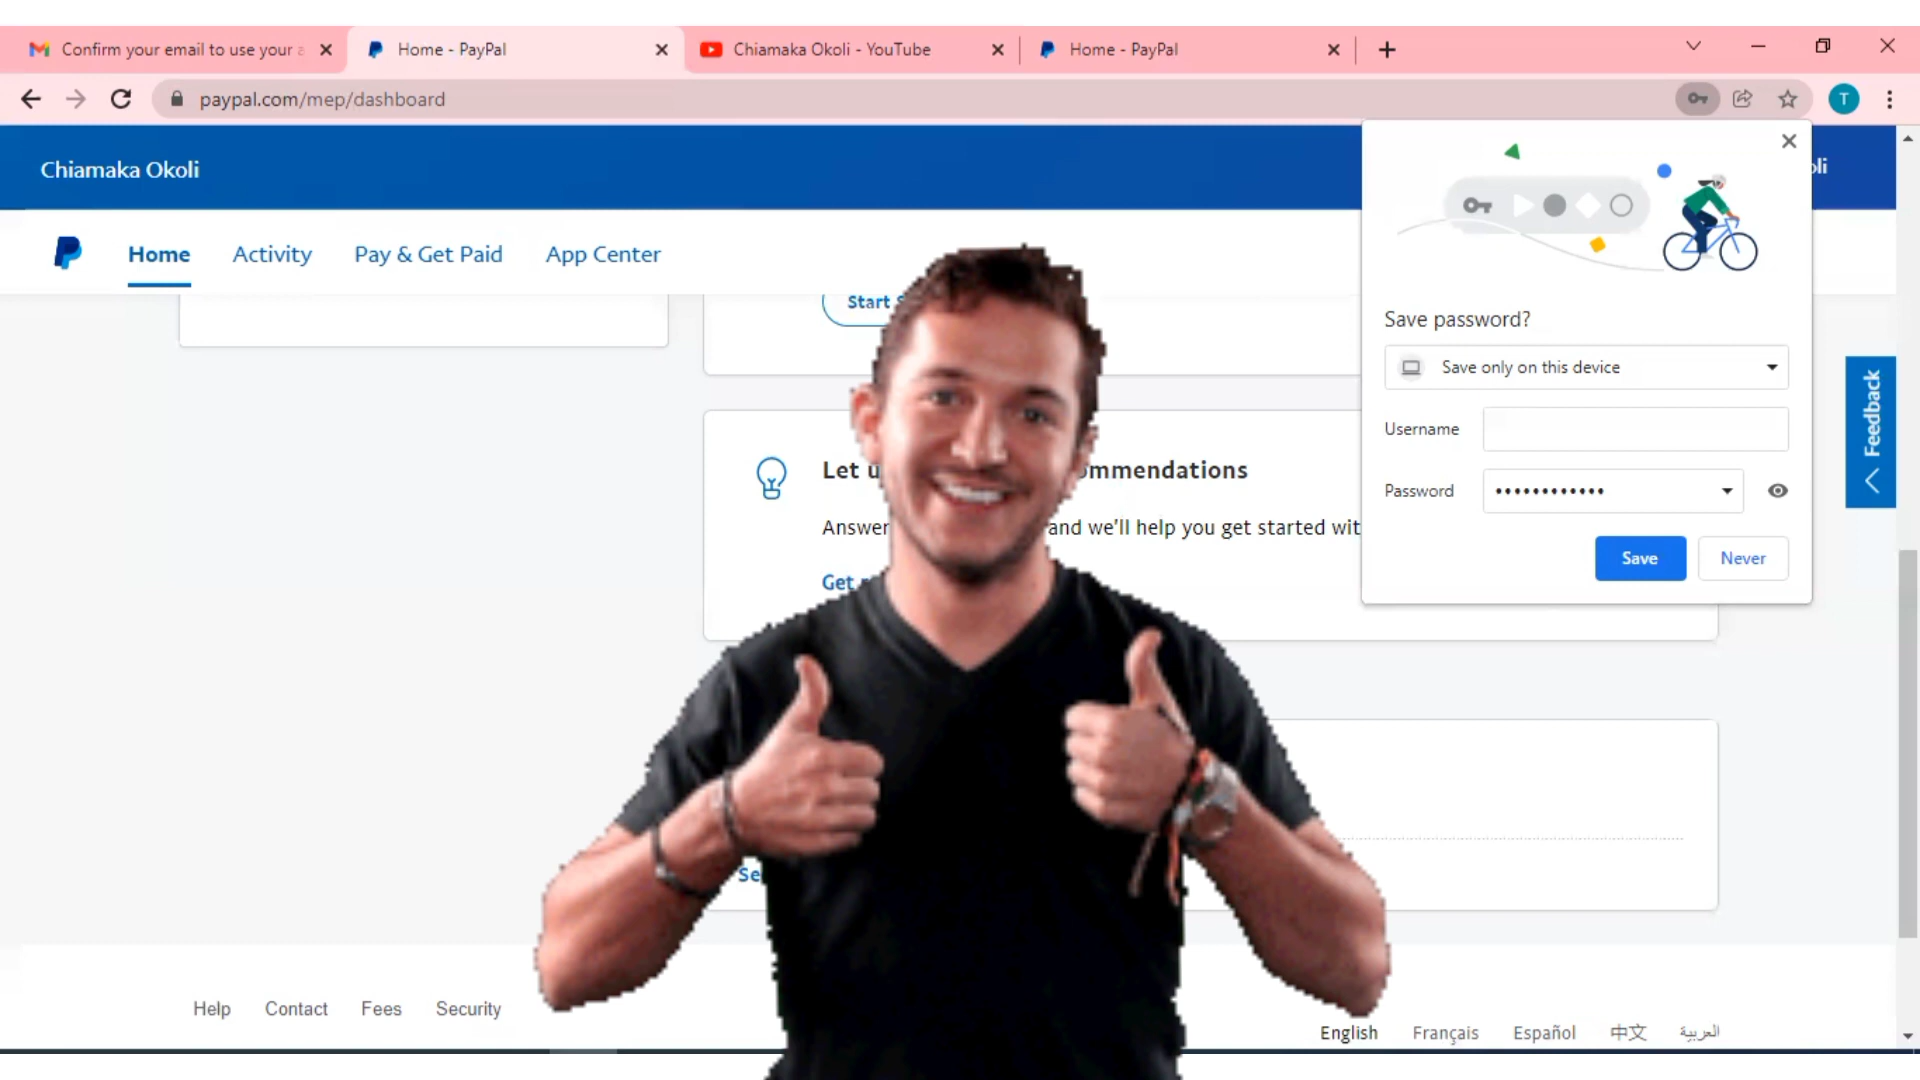 Confirm your email to use your a
Home - PayPal
Chiamaka Okoli - YouTube
Home - PayPal
paypal.com/mep/dashboard
T
Chiamaka Okoli
oli
Home
Activity
Pay & Get Paid
App Center
Start S
Let u
mmendations
Answer
and we'll help you get started wit
Get
Se
Save password?
Save only on this device
Username
Password
Save
Never
Feedback
Help
Contact
Fees
Security
English
Français
Español
中文
العربية